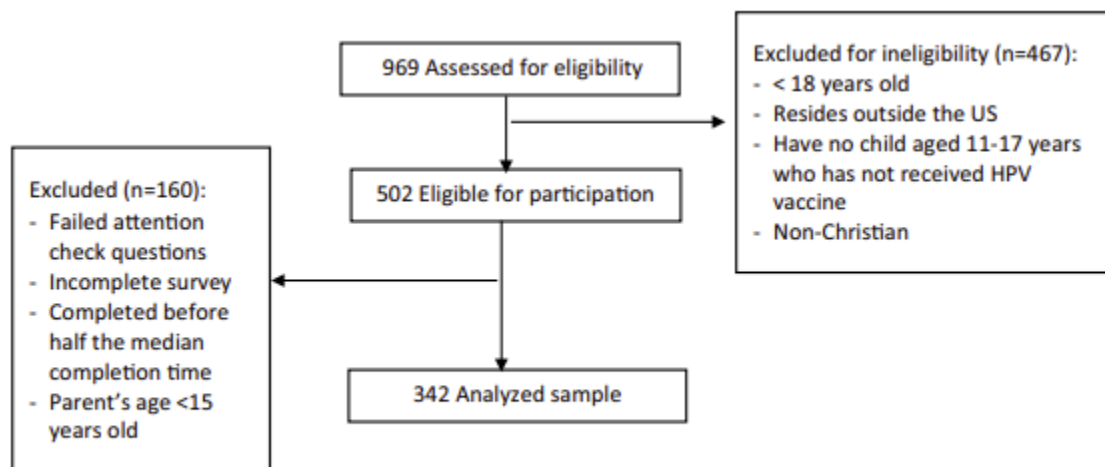 969 Assessed for eligibility
Excluded for ineligibility (n=467):
- < 18 years old
- Resides outside the US
- Have no child aged 11-17 years
who has not received HPV
vaccine
- Non-Christian
502 Eligible for participation
Excluded (n=160):
- Failed attention
check questions
- Incomplete survey
- Completed before
half the median
completion time
- Parent's age <15
years old
342 Analyzed sample